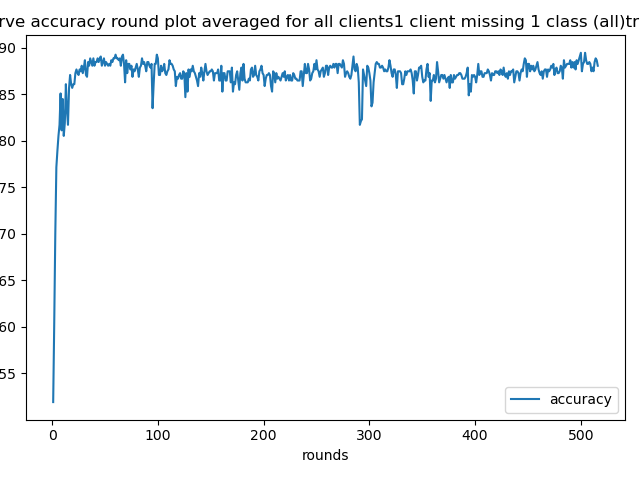 rve accuracy round plot averaged for all clients1 client missing 1 class (all)tr
90
85
80
75
70
65
60
55
0 100 200 300 400 500
rounds
accuracy